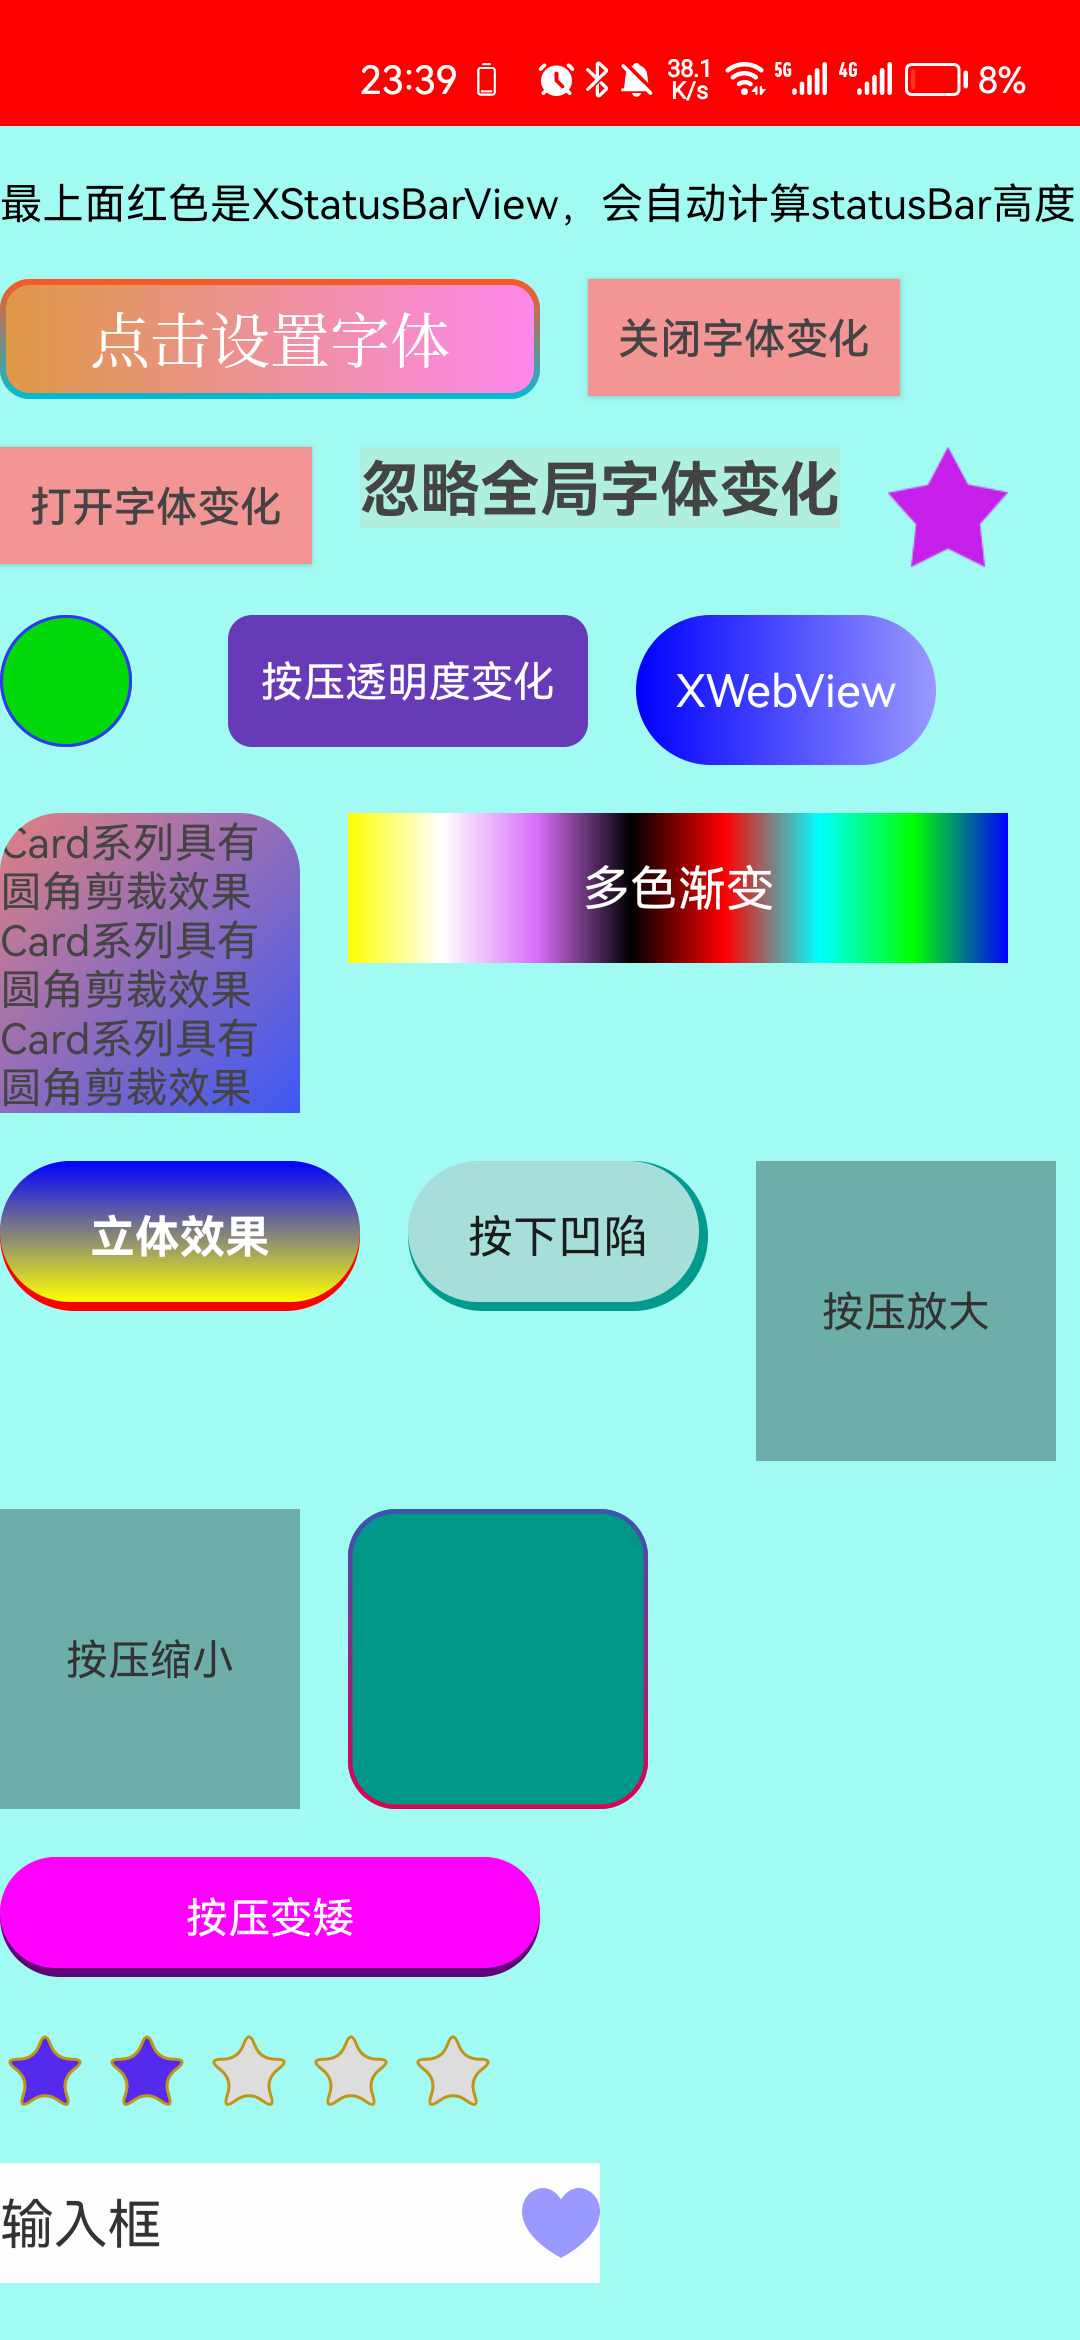 23:39 38.1 K/s 5G 4G 8%
最上面红色是XStatusBarView，会自动计算statusBar高度
点击设置字体 关闭字体变化
打开字体变化 忽略全局字体变化
按压透明度变化 XWebView
Card系列具有
圆角剪裁效果
Card系列具有
圆角剪裁效果
Card系列具有
圆角剪裁效果
多色渐变
立体效果 按下凹陷
按压放大
按压缩小
按压变矮
输入框